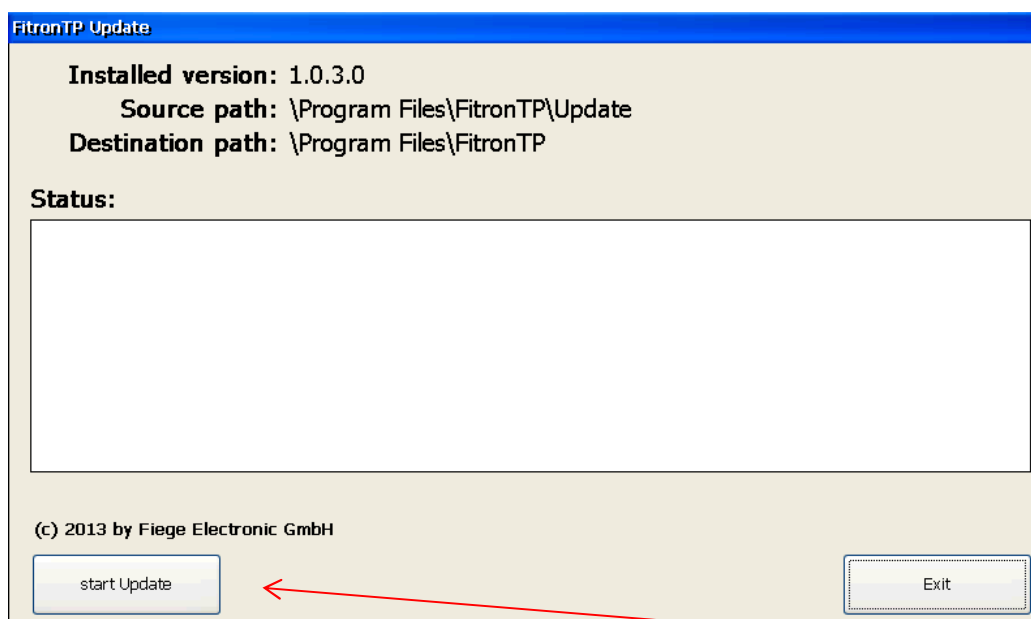 FitronTP Update
Installed version: 1.0.3.0
Source path: \Program Files\FitronTP\Update
Destination path: \Program Files\FitronTP
Status:
(c) 2013 by Fiege Electronic GmbH
start Update
Exit